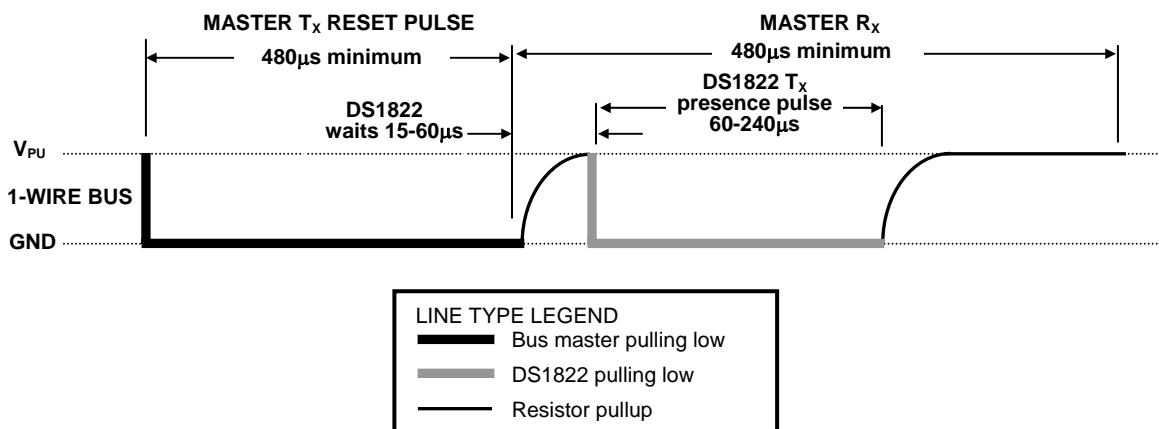 MASTER TX RESET PULSE
480μs minimum
MASTER RX
480μs minimum
DS1822 TX
presence pulse
60-240μs
DS1822
waits 15-60μs
VPU
1-WIRE BUS
GND
LINE TYPE LEGEND
Bus master pulling low
DS1822 pulling low
Resistor pullup